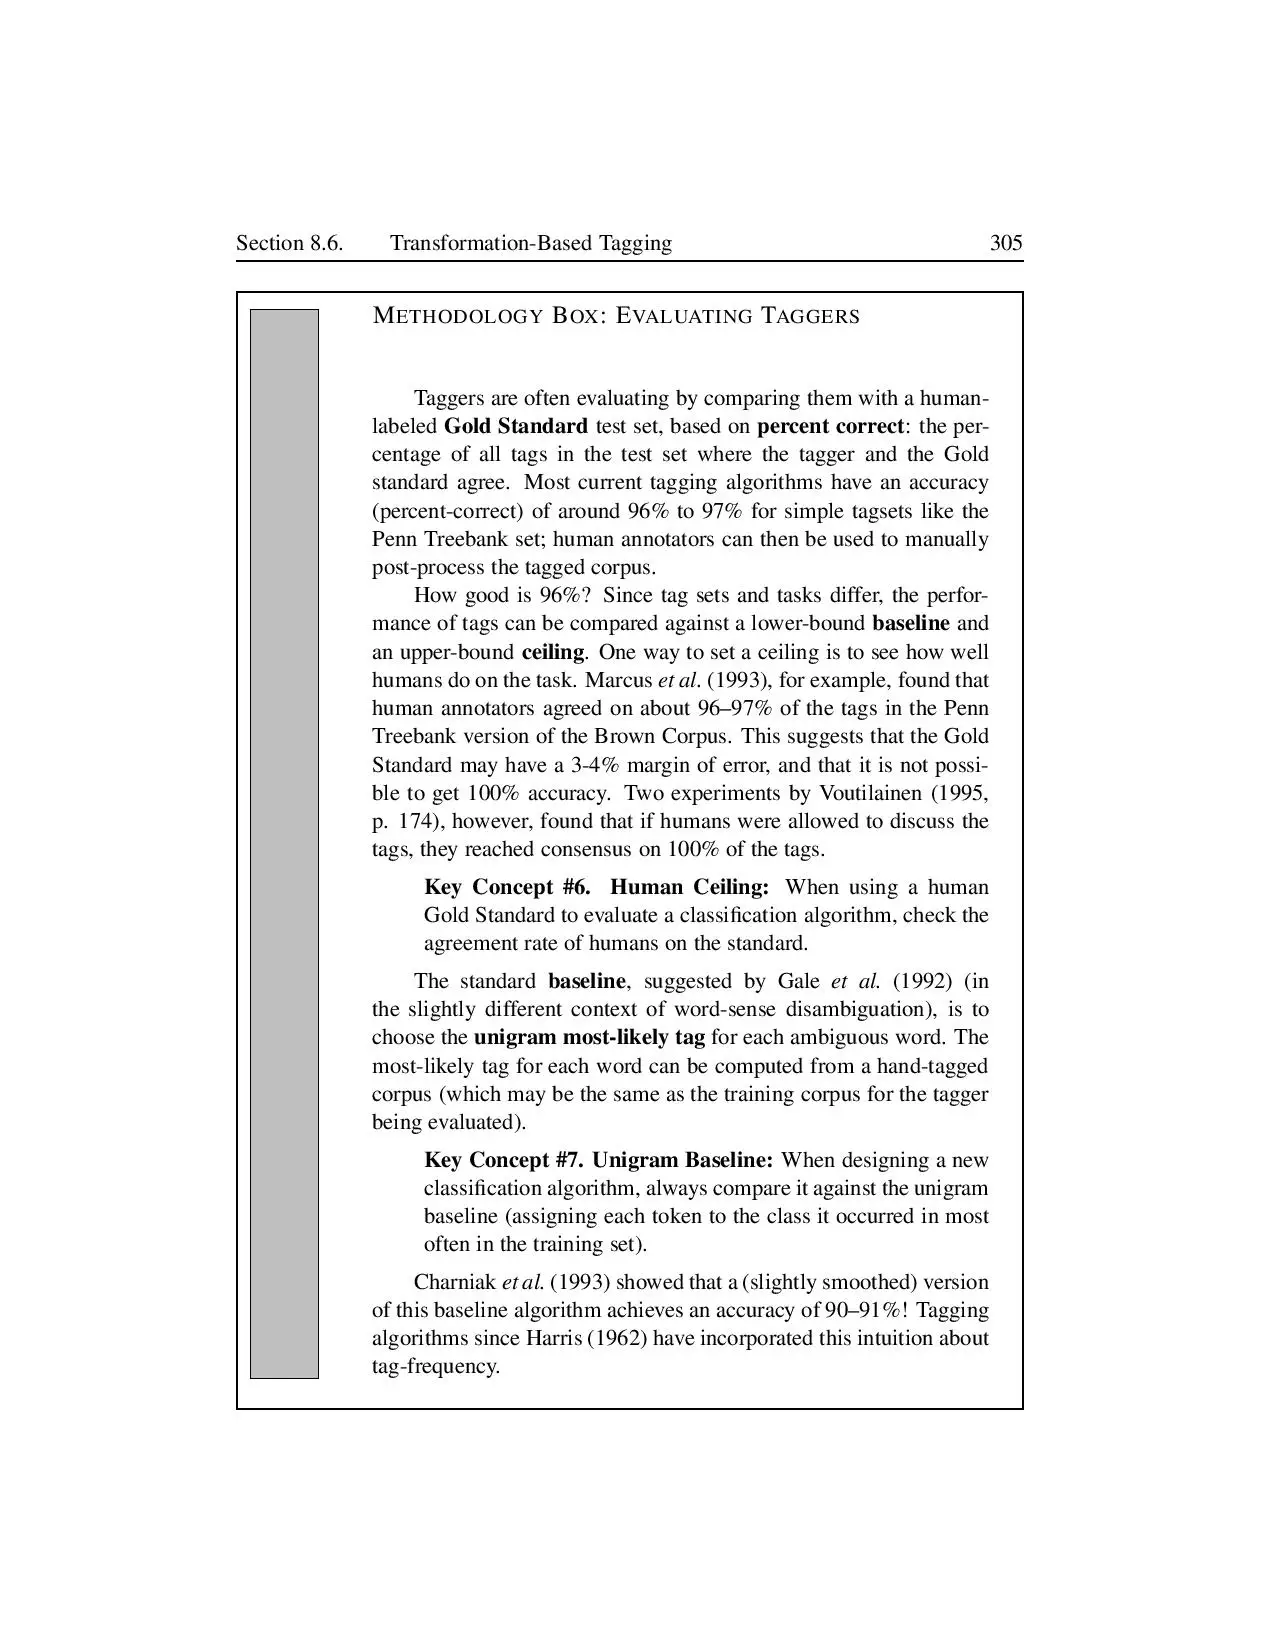 Section 8.6. Transformation-Based Tagging 305
METHODOLOGY BOX: EVALUATING TAGGERS
Taggers are often evaluating by comparing them with a human-
labeled Gold Standard test set, based on percent correct: the per-
centage of all tags in the test set where the tagger and the Gold
standard agree. Most current tagging algorithms have an accuracy
(percent-correct) of around 96% to 97% for simple tagsets like the
Penn Treebank set; human annotators can then be used to manually
post-process the tagged corpus.
How good is 96%? Since tag sets and tasks differ, the perfor-
mance of tags can be compared against a lower-bound baseline and
an upper-bound ceiling. One way to set a ceiling is to see how well
humans do on the task. Marcus et al. (1993), for example, found that
human annotators agreed on about 96–97% of the tags in the Penn
Treebank version of the Brown Corpus. This suggests that the Gold
Standard may have a 3-4% margin of error, and that it is not possi-
ble to get 100% accuracy. Two experiments by Voutilainen (1995,
p. 174), however, found that if humans were allowed to discuss the
tags, they reached consensus on 100% of the tags.
Key Concept #6. Human Ceiling: When using a human
Gold Standard to evaluate a classification algorithm, check the
agreement rate of humans on the standard.
The standard baseline, suggested by Gale et al. (1992) (in
the slightly different context of word-sense disambiguation), is to
choose the unigram most-likely tag for each ambiguous word. The
most-likely tag for each word can be computed from a hand-tagged
corpus (which may be the same as the training corpus for the tagger
being evaluated).
Key Concept #7. Unigram Baseline: When designing a new
classification algorithm, always compare it against the unigram
baseline (assigning each token to the class it occurred in most
often in the training set).
Charniak et al. (1993) showed that a (slightly smoothed) version
of this baseline algorithm achieves an accuracy of 90–91%! Tagging
algorithms since Harris (1962) have incorporated this intuition about
tag-frequency.